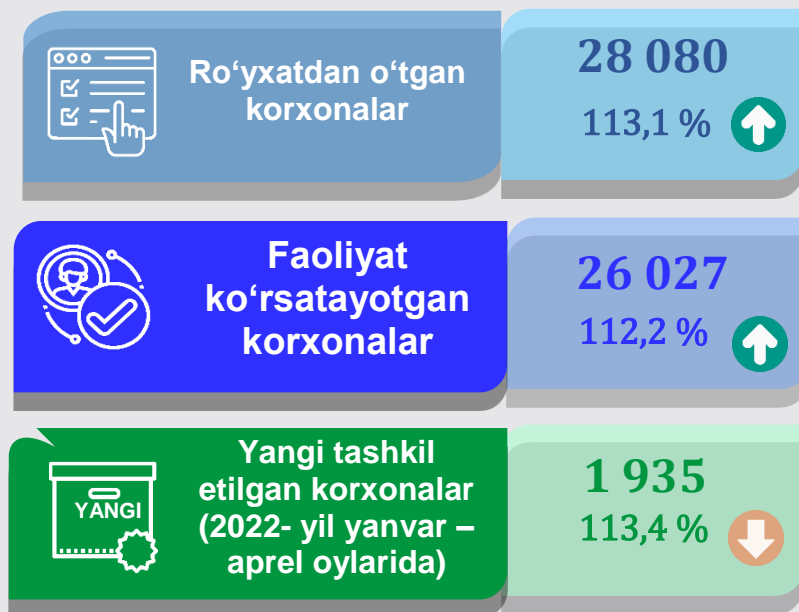 Ro‘yxatdan o‘tgan
korxonalar
28 080
113,1 %
Faoliyat
ko‘rsatayotgan
korxonalar
26 027
112,2 %
YANGI
Yangi tashkil
etilgan korxonalar
(2022- yil yanvar –
aprel oylarida)
1 935
113,4 %